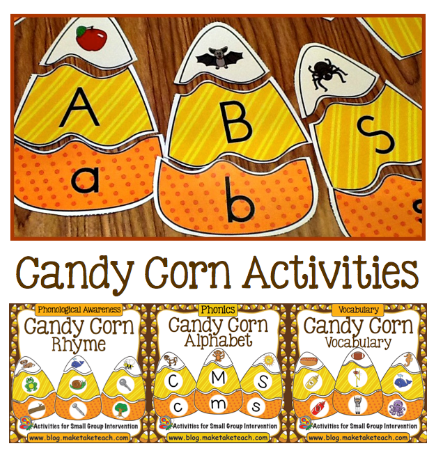 A
B
S
a
b
s
Candy Corn Activities
Phonological Awareness
Candy Corn
Rhyme
Activities for Small Group Intervention
www.blog.maketaketeach.com
Phonics
Candy Corn
Alphabet
C M S
c m s
Activities for Small Group Intervention
www.blog.maketaketeach.com
Vocabulary
Candy Corn
Vocabulary
Activities for Small Group Intervention
www.blog.maketaketeach.com